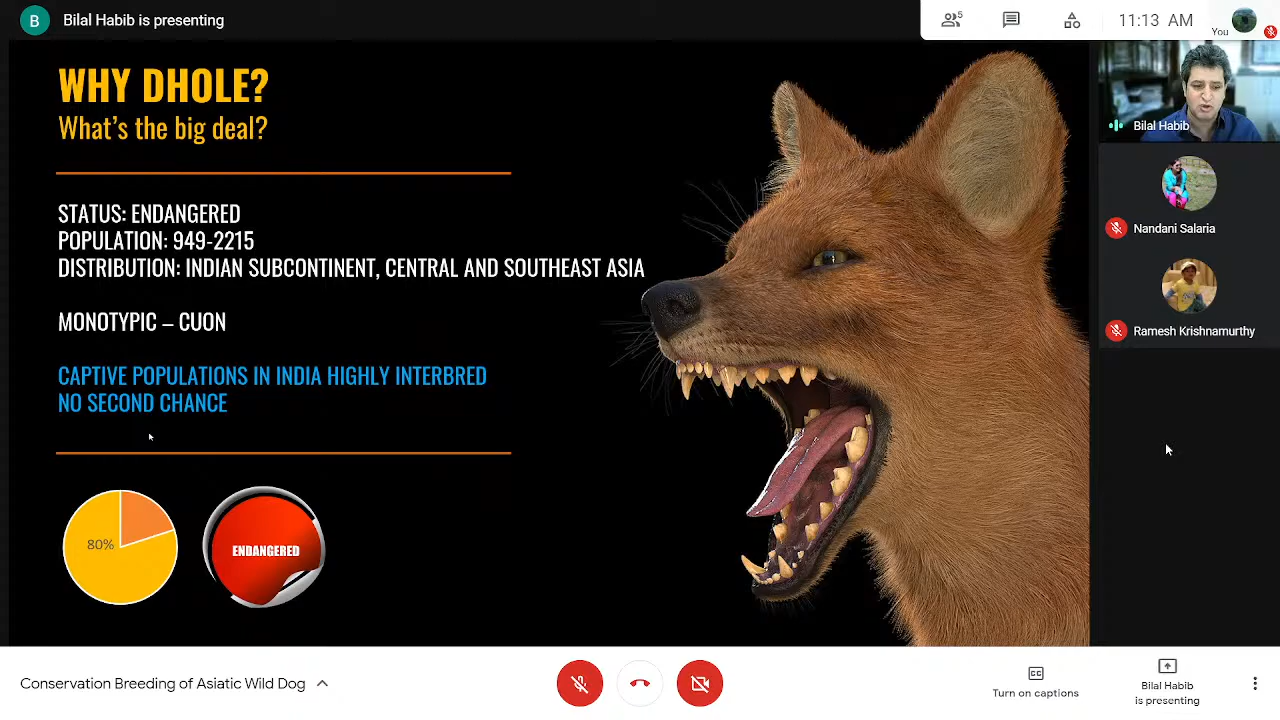 B
Bilal Habib is presenting
5
11:13 AM
You
WHY DHOLE?
What's the big deal?
STATUS: ENDANGERED
POPULATION: 949-2215
DISTRIBUTION: INDIAN SUBCONTINENT, CENTRAL AND SOUTHEAST ASIA
MONOTYPIC – CUON
CAPTIVE POPULATIONS IN INDIA HIGHLY INTERBRED
NO SECOND CHANCE
80%
ENDANGERED
Bilal Habib
Nandani Salaria
Ramesh Krishnamurthy
Conservation Breeding of Asiatic Wild Dog
CC
Turn on captions
Bilal Habib
is presenting